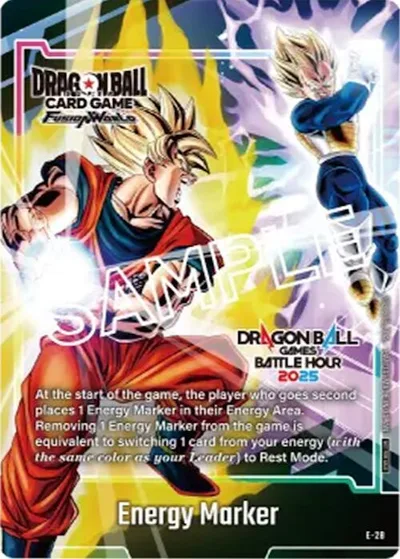 DRAGON BALL
CARD GAME
FUSION WORLD
SAMPLE
DRAGON BALL
GAMES
BATTLE HOUR
2025
At the start of the game, the player who goes second
places 1 Energy Marker in their Energy Area.
Removing 1 Energy Marker from the game is
equivalent to switching 1 card from your energy (with
the same color as your Leader) to Rest Mode.
Energy Marker
E-28